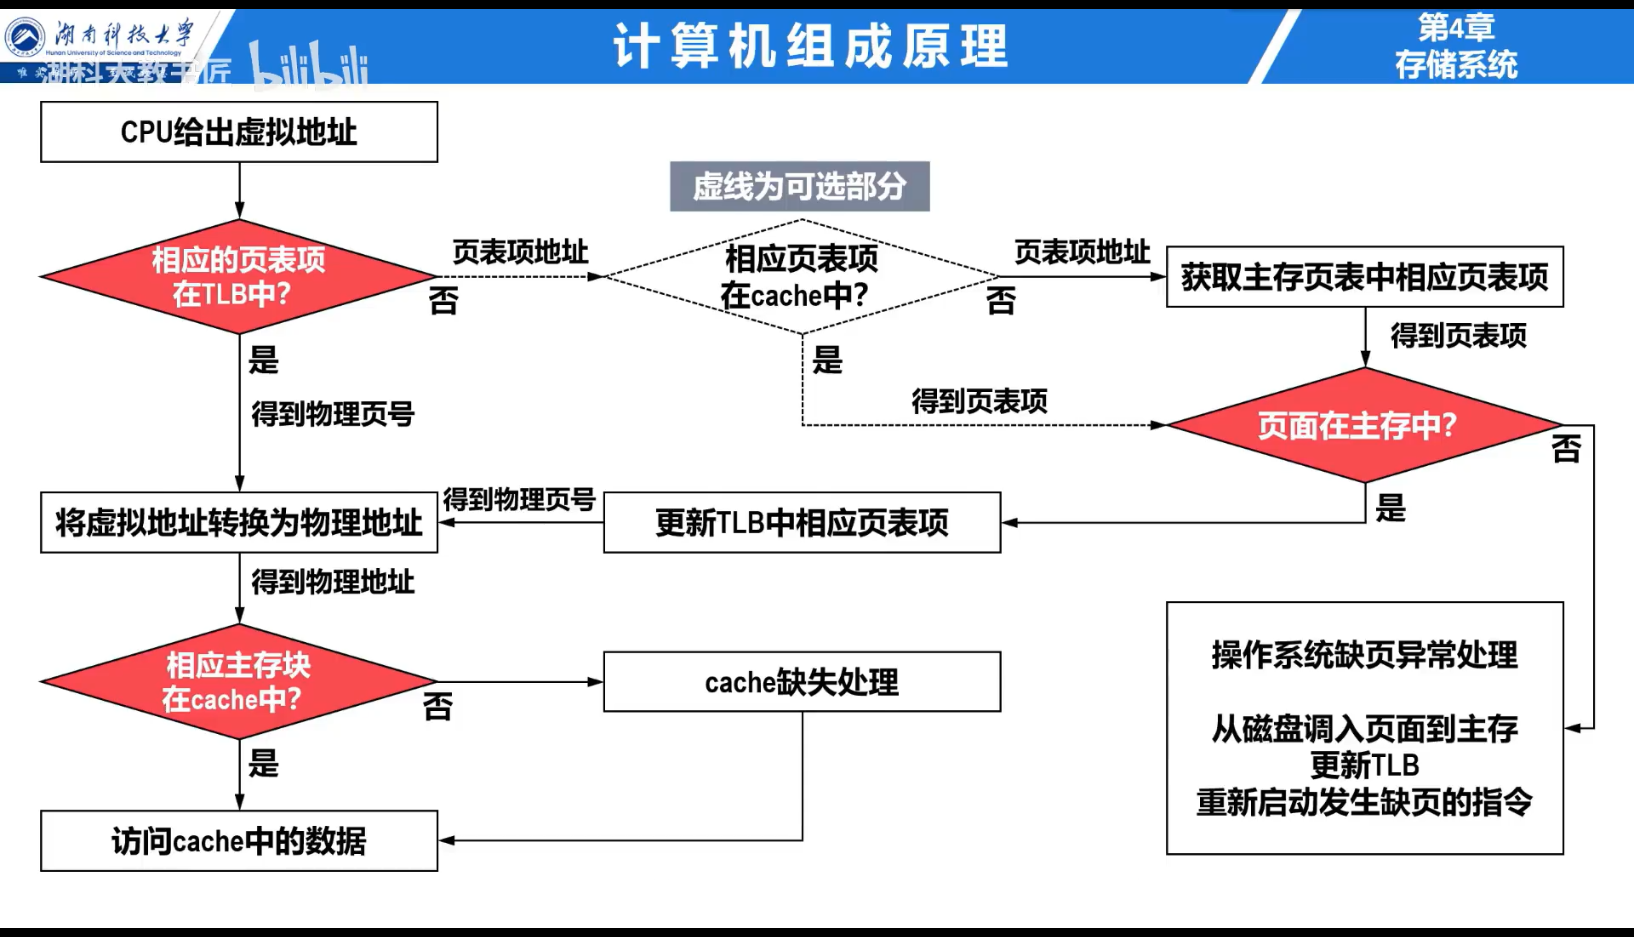 湖南科技大学
Hunan University of Science and Technology
湖科大教书匠 bilibili
计算机组成原理
第4章
存储系统
CPU给出虚拟地址
虚线为可选部分
相应的页表项
在TLB中?
页表项地址
否
相应页表项
在cache中?
页表项地址
否
获取主存页表中相应页表项
是
得到物理页号
是
得到页表项
得到页表项
页面在主存中?
否
是
将虚拟地址转换为物理地址
得到物理页号
更新TLB中相应页表项
得到物理地址
相应主存块
在cache中?
否
cache缺失处理
是
访问cache中的数据
操作系统缺页异常处理
从磁盘调入页面到主存
更新TLB
重新启动发生缺页的指令